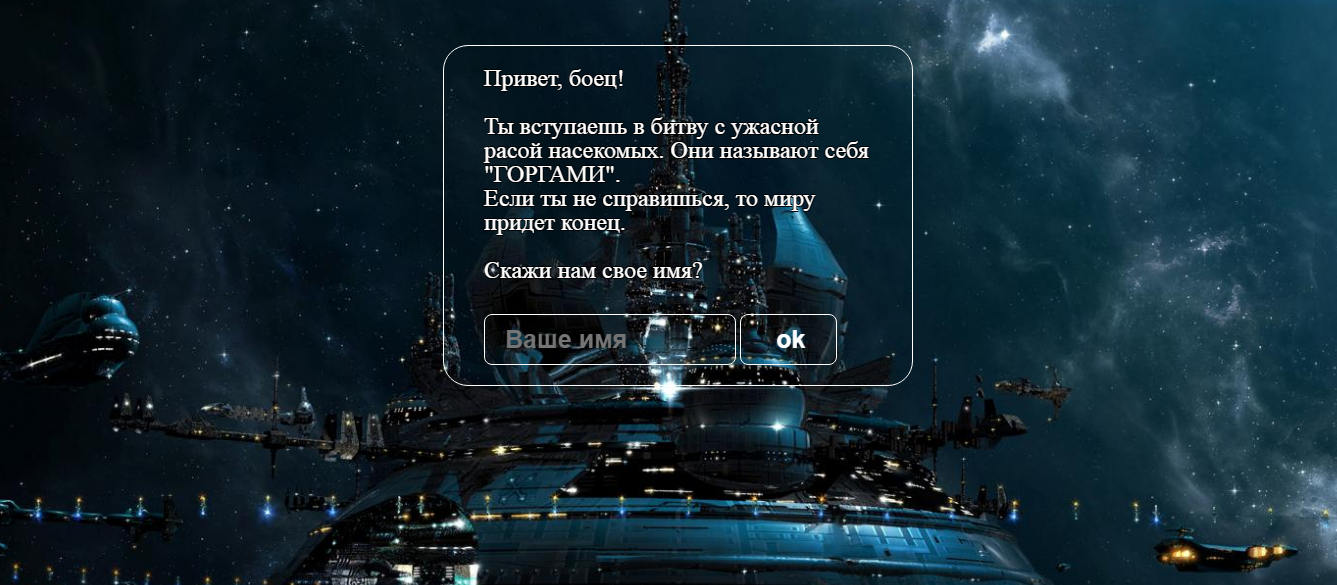 Привет, боец!
Ты вступаешь в битву с ужасной
расой насекомых. Они называют себя
"ГОРГАМИ".
Если ты не справишься, то миру
придет конец.
Скажи нам свое имя?
Ваше имя
ok